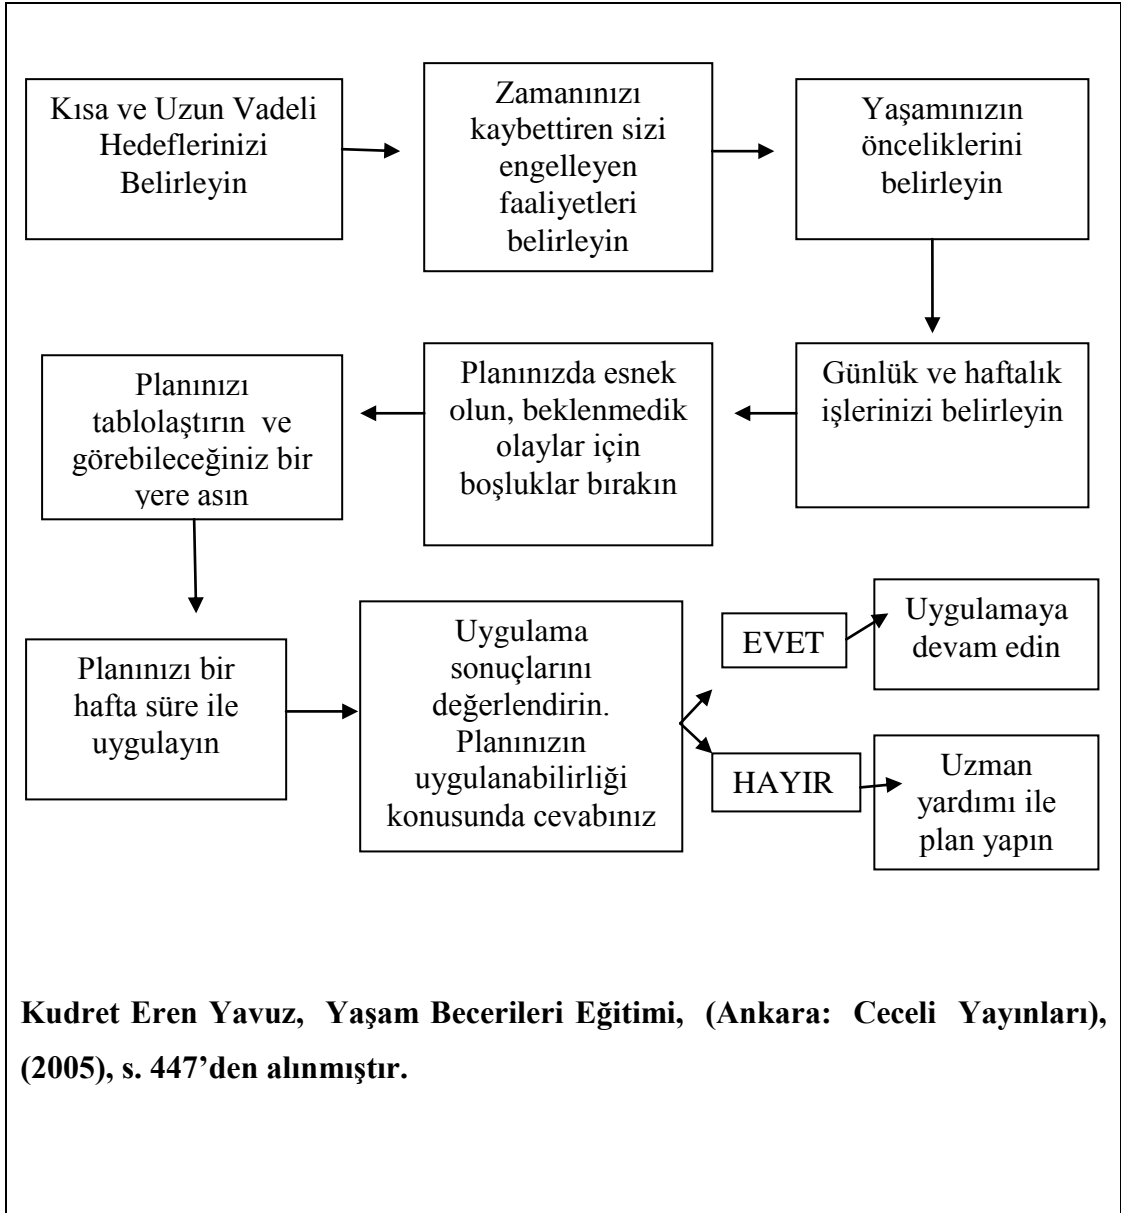 Kısa ve Uzun Vadeli
Hedeflerinizi
Belirleyin
Zamanınızı
kaybettiren sizi
engelleyen
faaliyetleri
belirleyin
Yaşamınızın
önceliklerini
belirleyin
Günlük ve haftalık
işlerinizi belirleyin
Planınızda esnek
olun, beklenmedik
olaylar için
boşluklar bırakın
Planınızı
tablolaştırın ve
görebileceğiniz bir
yere asın
Planınızı bir
hafta süre ile
uygulayın
Uygulama
sonuçlarını
değerlendirin.
Planınızın
uygulanabilirliği
konusunda cevabınız
EVET
Uygulamaya
devam edin
HAYIR
Uzman
yardımı ile
plan yapın
Kudret Eren Yavuz, Yaşam Becerileri Eğitimi, (Ankara: Ceceli Yayınları),
(2005), s. 447’den alınmıştır.